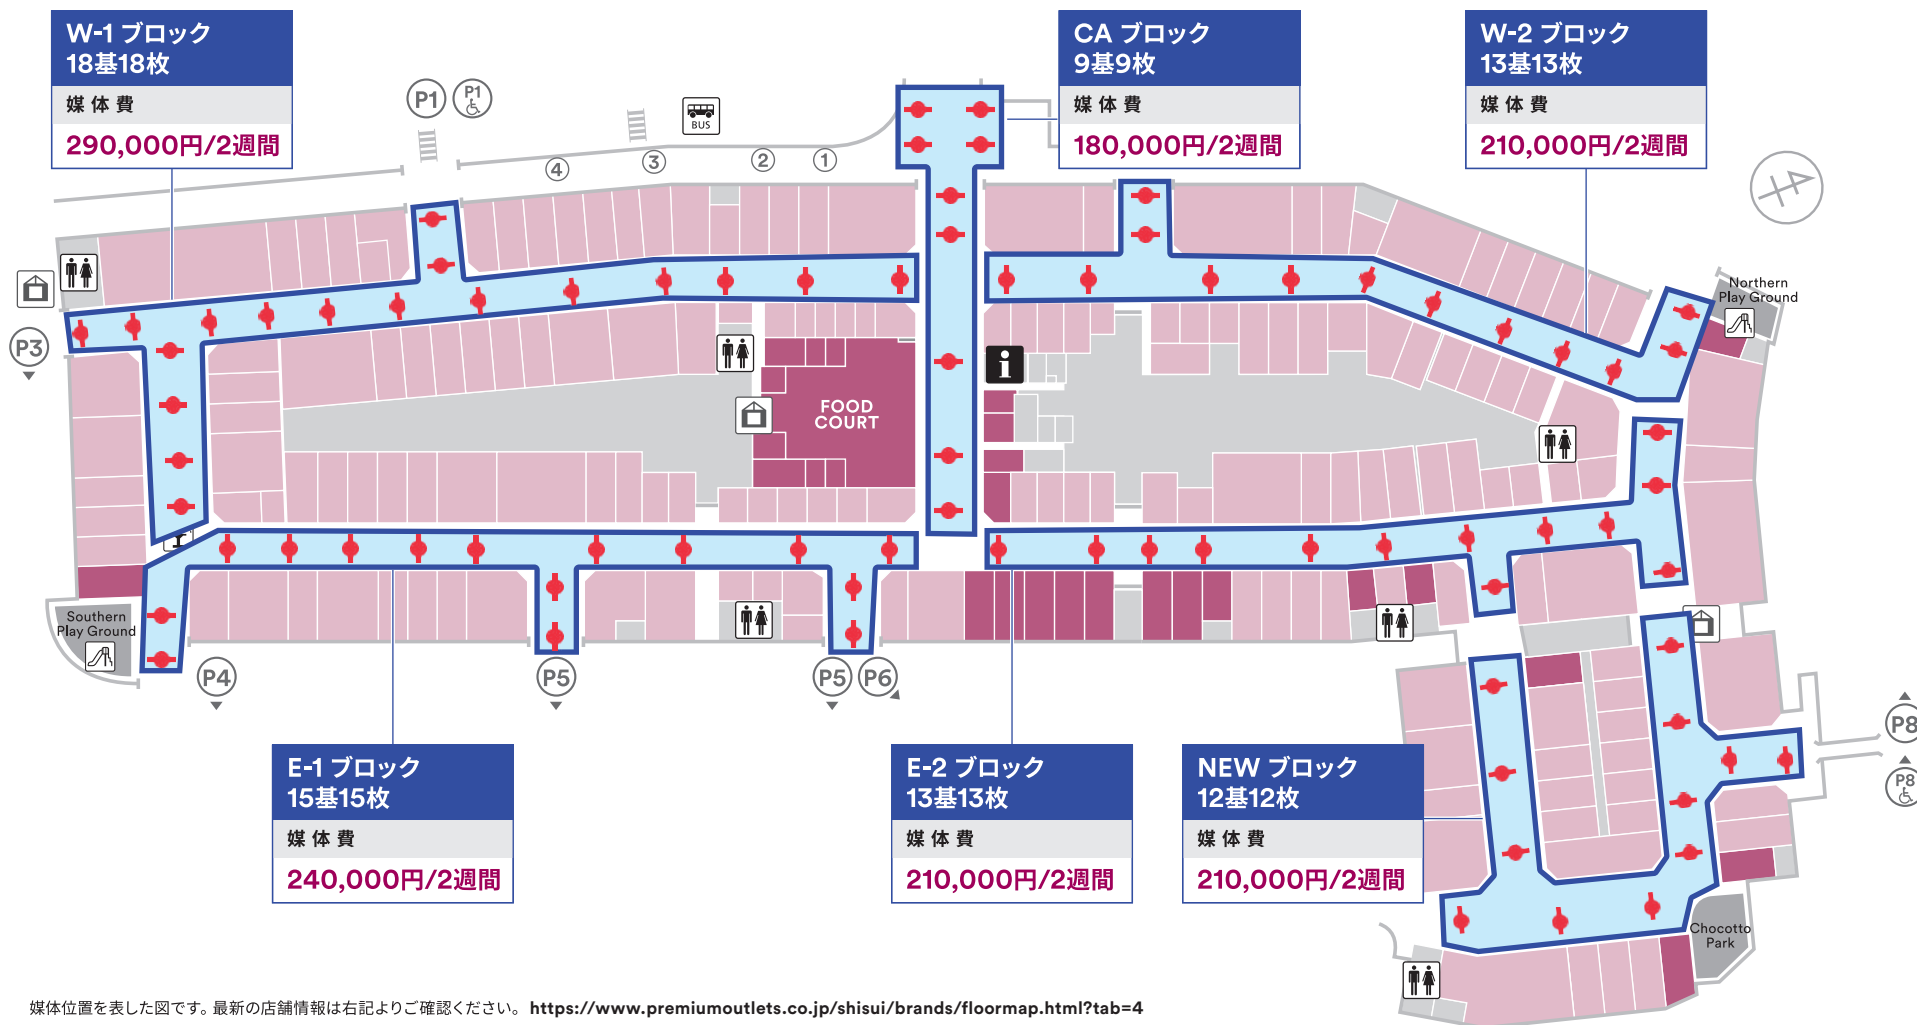 W-1 ブロック
18基18枚
媒体費
290,000円/2週間
CA ブロック
9基9枚
媒体費
180,000円/2週間
W-2 ブロック
13基13枚
媒体費
210,000円/2週間
P1
P1
BUS
④
③
②
①
Northern
Play Ground
P3
i
FOOD
COURT
Southern
Play Ground
P4
P5
P5
P6
P8
P8
E-1 ブロック
15基15枚
媒体費
240,000円/2週間
E-2 ブロック
13基13枚
媒体費
210,000円/2週間
NEW ブロック
12基12枚
媒体費
210,000円/2週間
Chocotto
Park
媒体位置を表した図です。最新の店舗情報は右記よりご確認ください。 https://www.premiumoutlets.co.jp/shisui/brands/floormap.html?tab=4